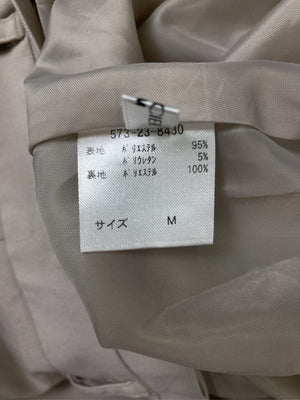 573-23-8430
表地 ポリエステル 95%
ポリウレタン 5%
裏地 ポリエステル 100%
サイズ M